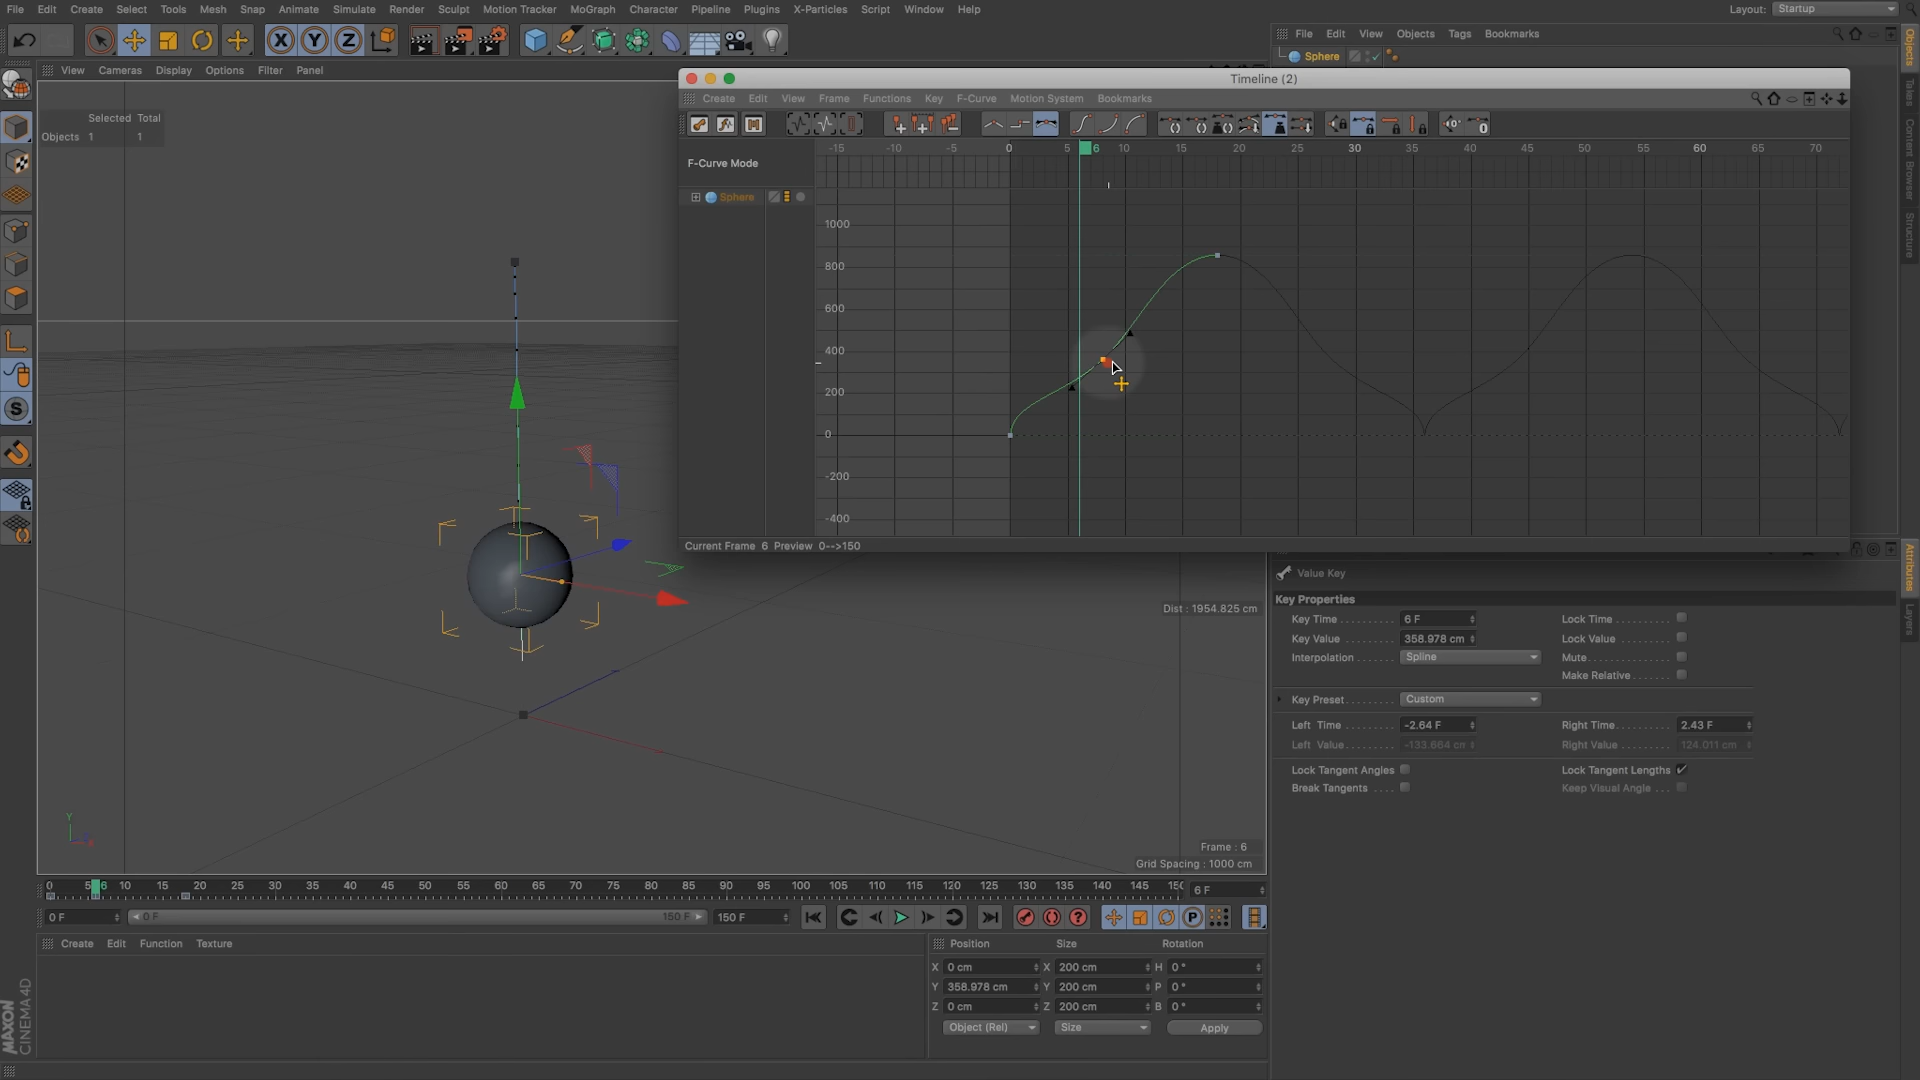 File Edit Create Select Tools Mesh Snap Animate Simulate Render Sculpt Motion Tracker MoGraph Character Pipeline Plugins X-Particles Script Window Help
Layout: Startup
File Edit View Objects Tags Bookmarks
Sphere
View Cameras Display Options Filter Panel
Selected Total
Objects 1 1
Timeline (2)
Create Edit View Frame Functions Key F-Curve Motion System Bookmarks
F-Curve Mode
-15 -10 -5 0 5 6 10 15 20 25 30 35 40 45 50 55 60 65 70
Sphere
1000
800
600
400
200
0
-200
-400
Current Frame 6 Preview 0-->150
Dist : 1954.825 cm
Frame : 6
Grid Spacing : 1000 cm
Y
Value Key
Key Properties
Key Time 6 F Lock Time
Key Value 358.978 cm Lock Value
Interpolation Spline Mute
Make Relative
Key Preset Custom
Left Time -2.64 F Right Time 2.43 F
Left Value -133.664 cm Right Value 124.011 cm
Lock Tangent Angles Lock Tangent Lengths
Break Tangents Keep Visual Angle
Objects
Takes
Content Browser
Structure
Attributes
Layers
0 5 6 10 15 20 25 30 35 40 45 50 55 60 65 70 75 80 85 90 95 100 105 110 115 120 125 130 135 140 145 150
6 F
0 F 0 F 150 F 150 F
Create Edit Function Texture
Position Size Rotation
X 0 cm X 200 cm H 0 °
Y 358.978 cm Y 200 cm P 0 °
Z 0 cm Z 200 cm B 0 °
Object (Rel) Size Apply
MAXON
CINEMA 4D